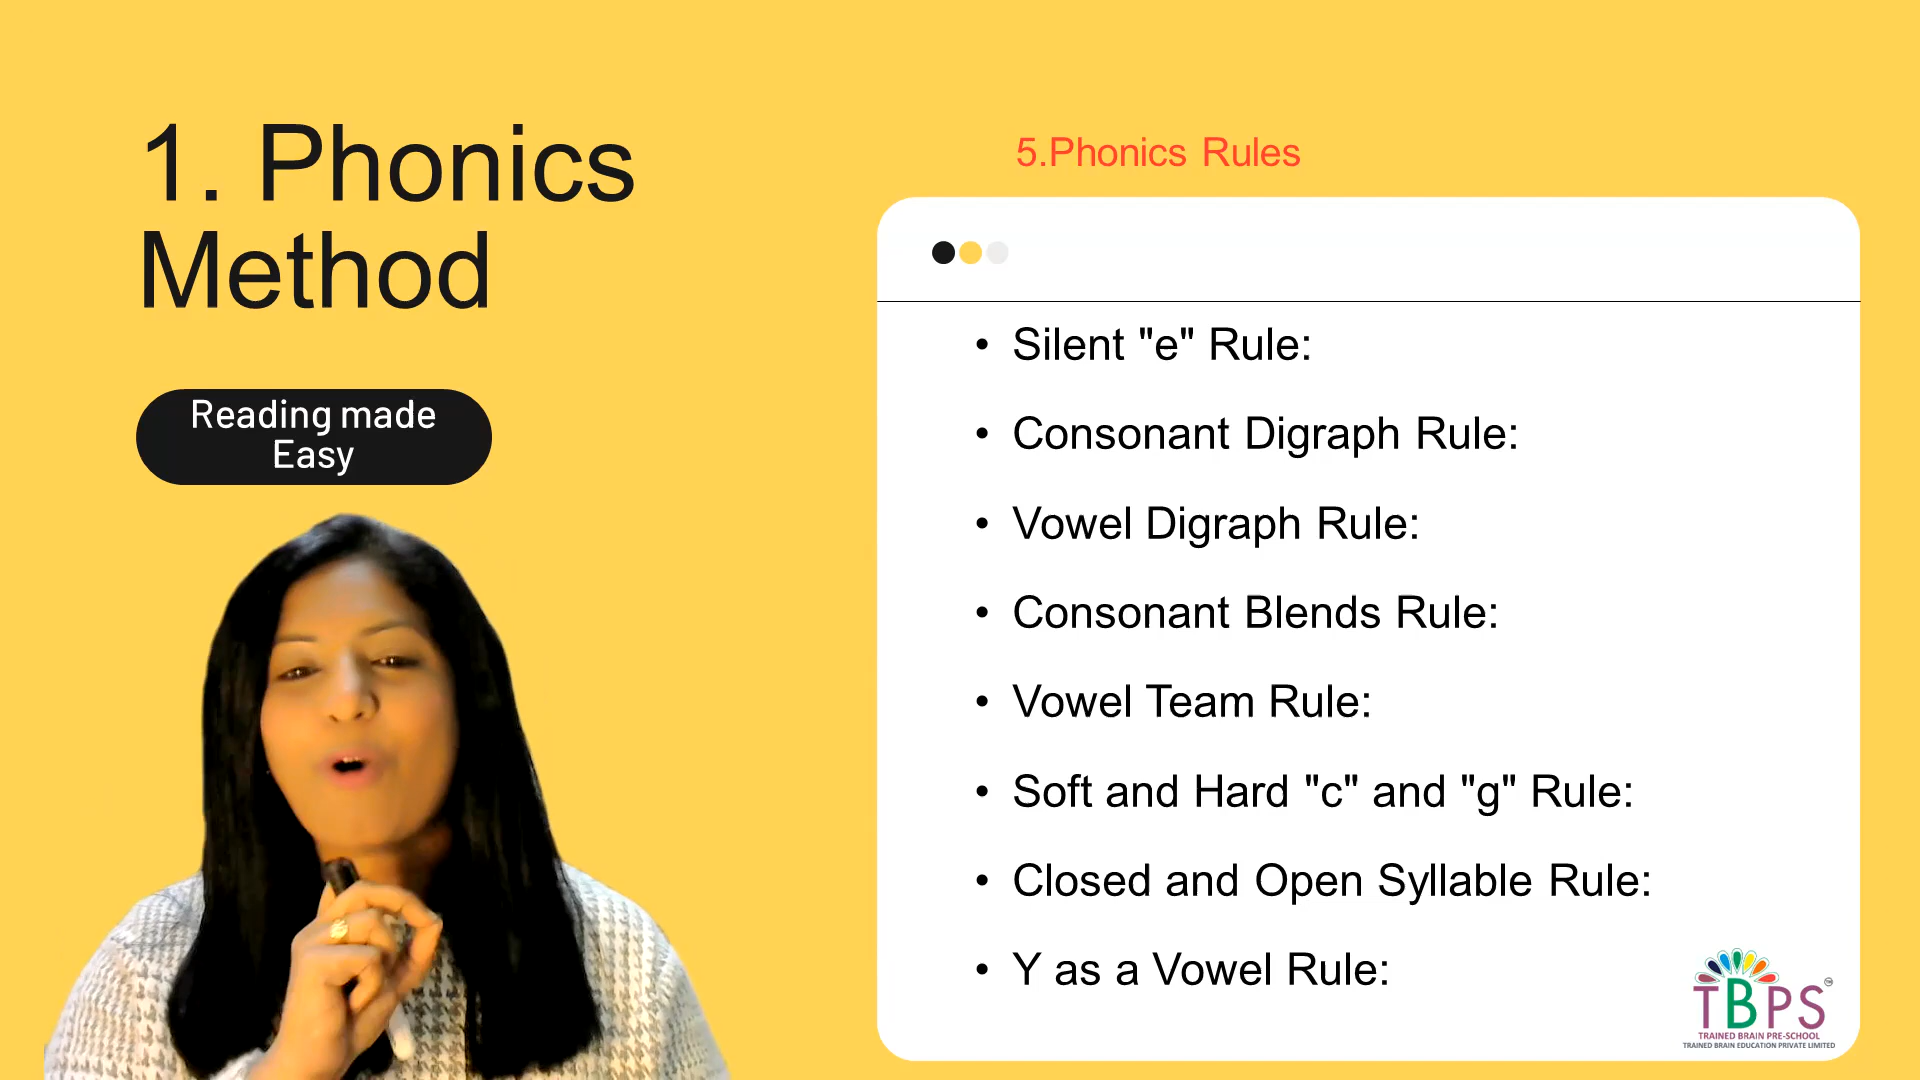 1. Phonics
Method
Reading made
Easy
5.Phonics Rules
• Silent "e" Rule:
• Consonant Digraph Rule:
• Vowel Digraph Rule:
• Consonant Blends Rule:
• Vowel Team Rule:
• Soft and Hard "c" and "g" Rule:
• Closed and Open Syllable Rule:
• Y as a Vowel Rule:
TBPS™
TRAINED BRAIN PRE-SCHOOL
TRAINED BRAIN EDUCATION PRIVATE LIMITED